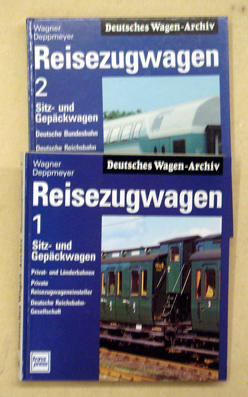 Wagner
Deppmeyer
Deutsches Wagen-Archiv
Reisezugwagen
2
Sitz- und
Gepäckwagen
Deutsche Bundesbahn
Deutsche Reichsbahn
Wagner
Deppmeyer
Deutsches Wagen-Archiv
Reisezugwagen
1
Sitz- und
Gepäckwagen
Privat- und Länderbahnen
Private
Reisezugwageneinsteller
Deutsche Reichsbahn-
Gesellschaft
trans
press